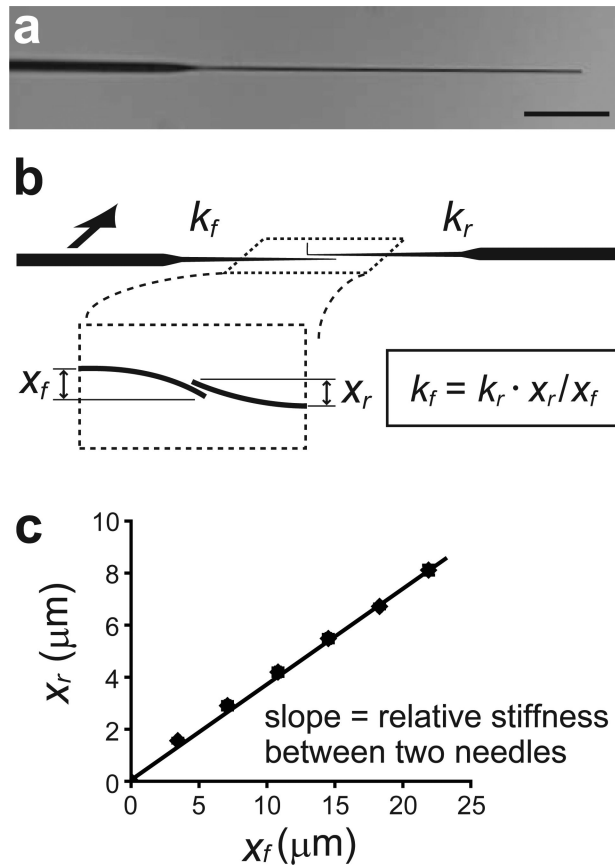 a
b
k_f
k_r
x_f
x_r
k_f = k_r · x_r/x_f
c
10
8
6
4
2
0
x_r (μm)
slope = relative stiffness
between two needles
0 5 10 15 20 25
x_f (μm)